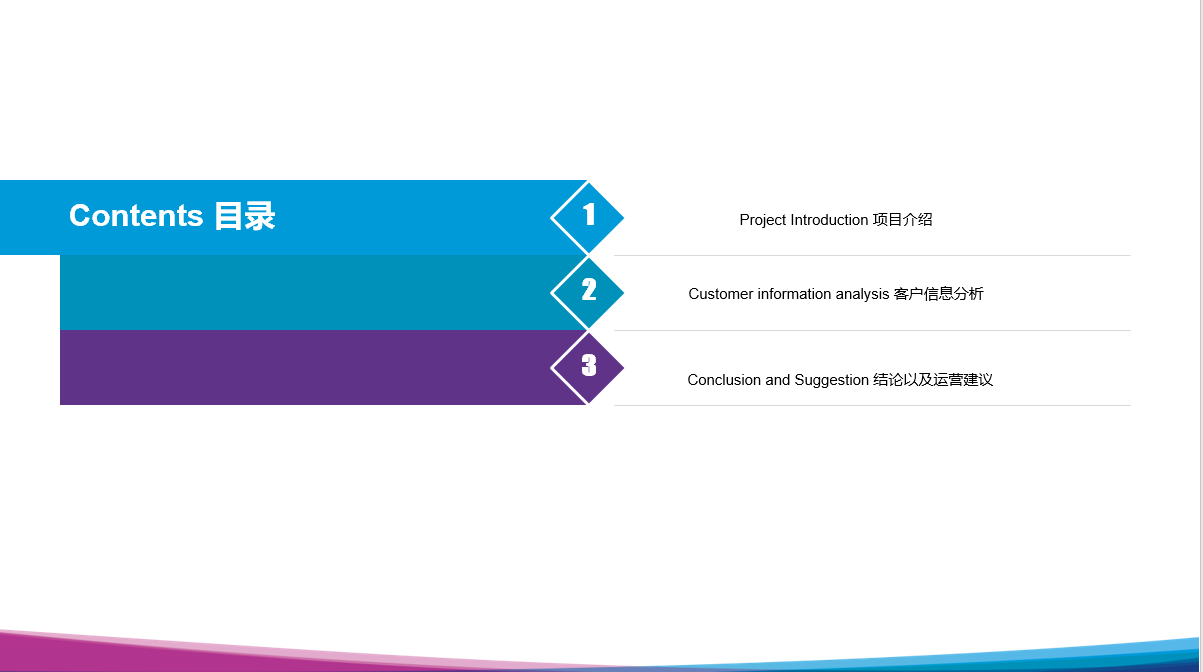 Contents 目录
1
Project Introduction 项目介绍
2
Customer information analysis 客户信息分析
3
Conclusion and Suggestion 结论以及运营建议